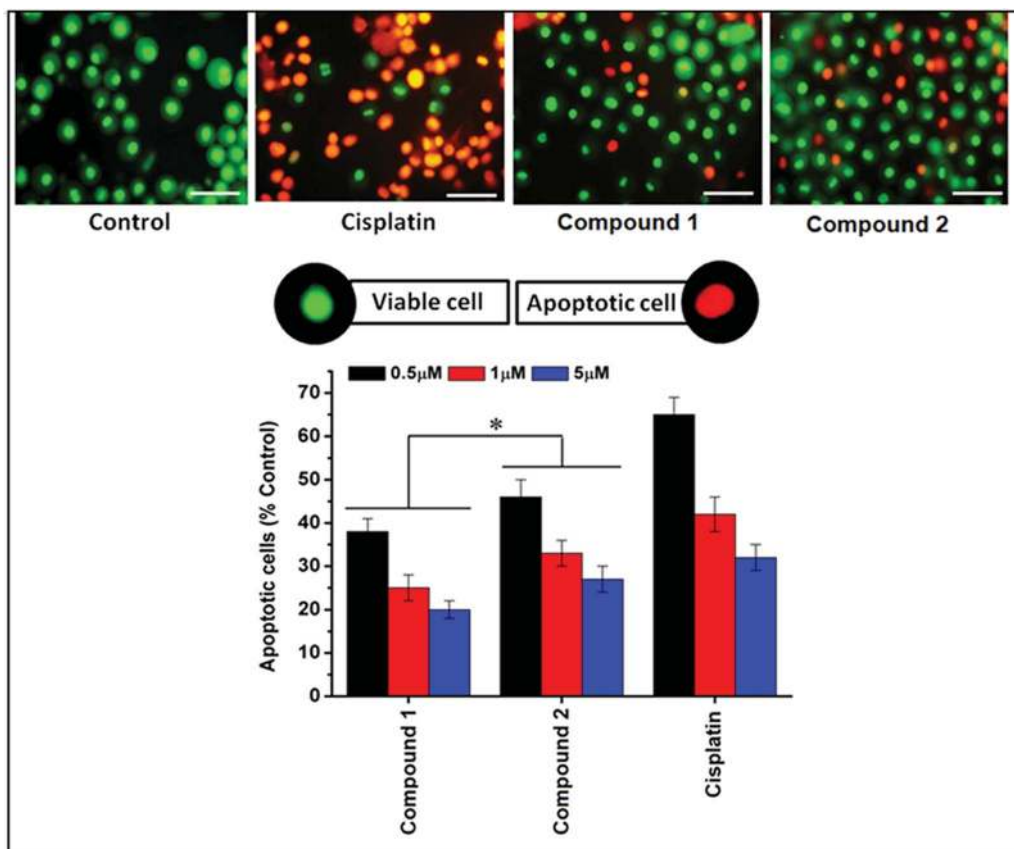 Control Cisplatin Compound 1 Compound 2
Viable cell Apoptotic cell
0.5μM 1μM 5μM
70
60
50
40
30
20
10
0
Apoptotic cells (% Control)
*
Compound 1
Compound 2
Cisplatin